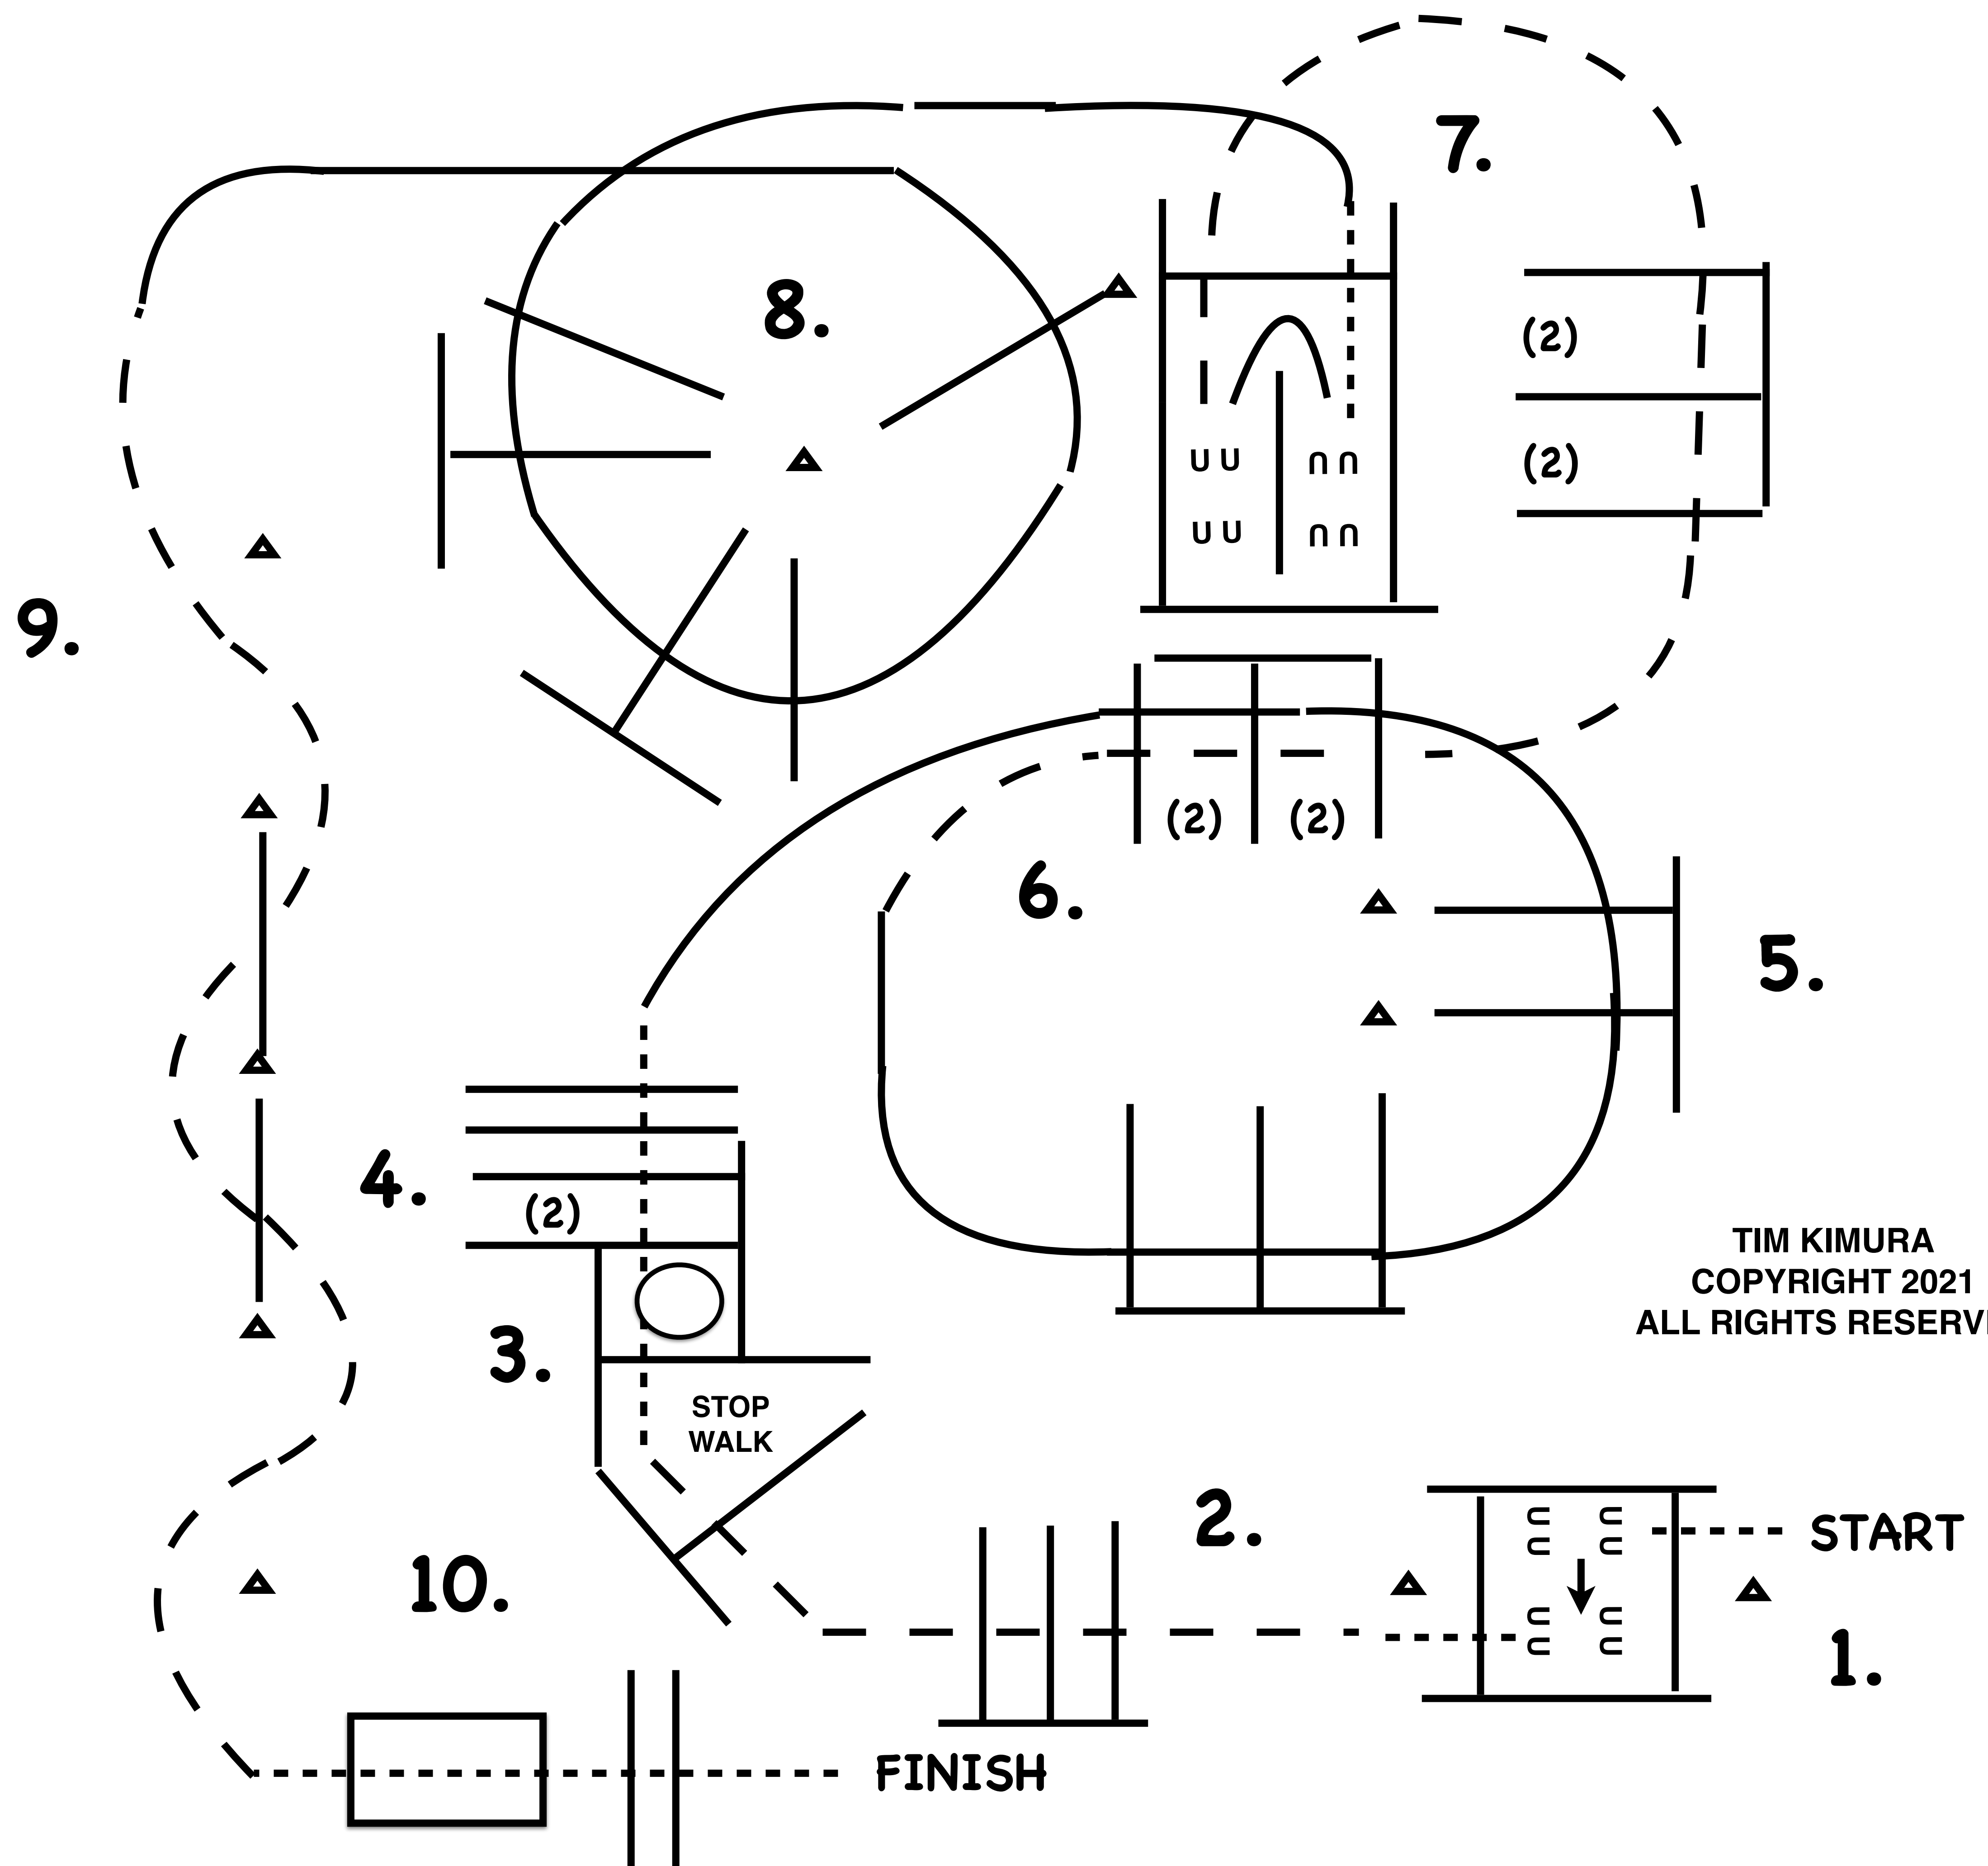 7.
8.
(2)
(2)
9.
(2) (2)
6.
5.
4.
(2)
TIM KIMURA
COPYRIGHT 2021
ALL RIGHTS RESERV
3.
STOP
WALK
2.
START
10.
1.
FINISH